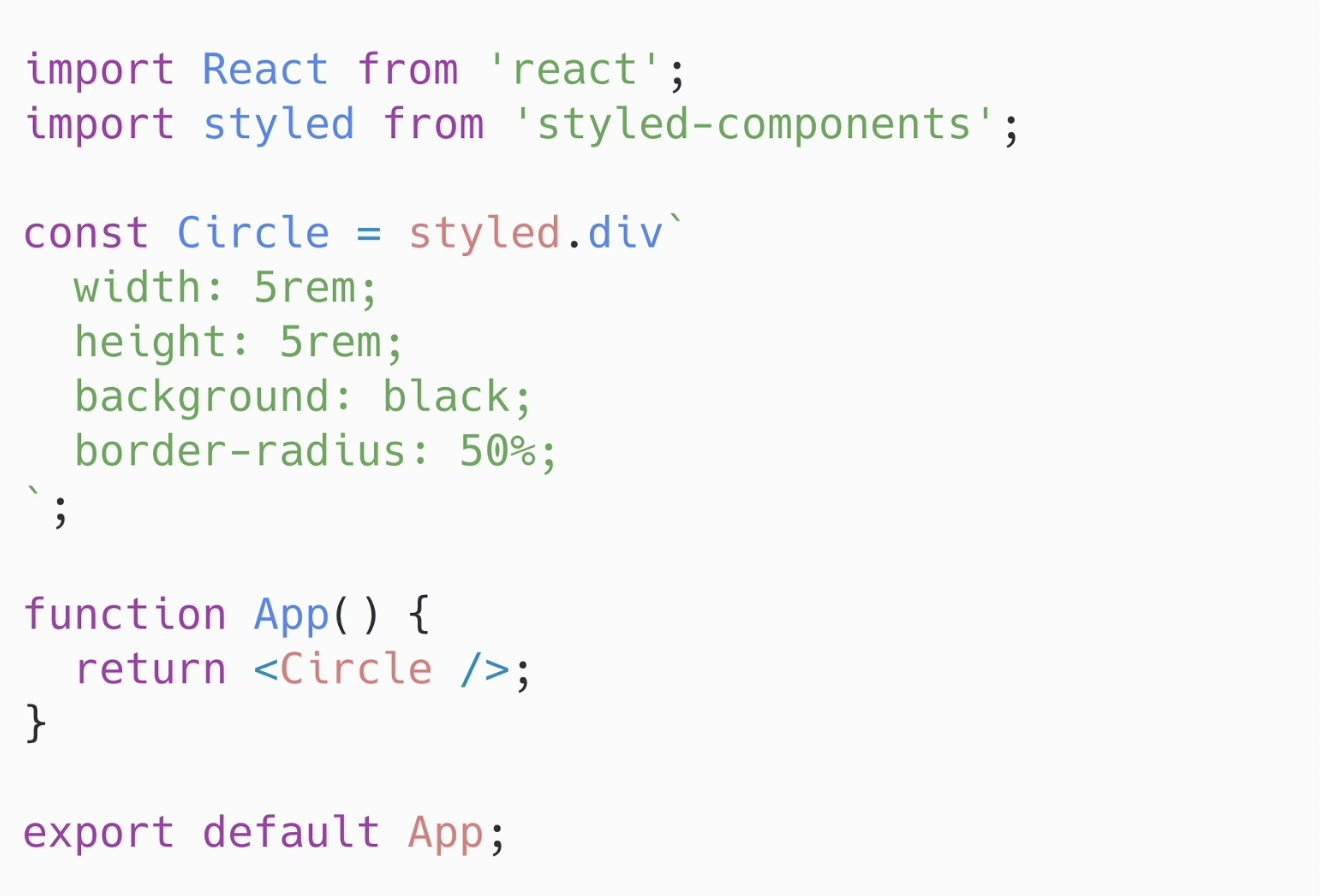 import React from 'react';
import styled from 'styled-components';

const Circle = styled.div`
  width: 5rem;
  height: 5rem;
  background: black;
  border-radius: 50%;
`;

function App() {
  return <Circle />;
}

export default App;